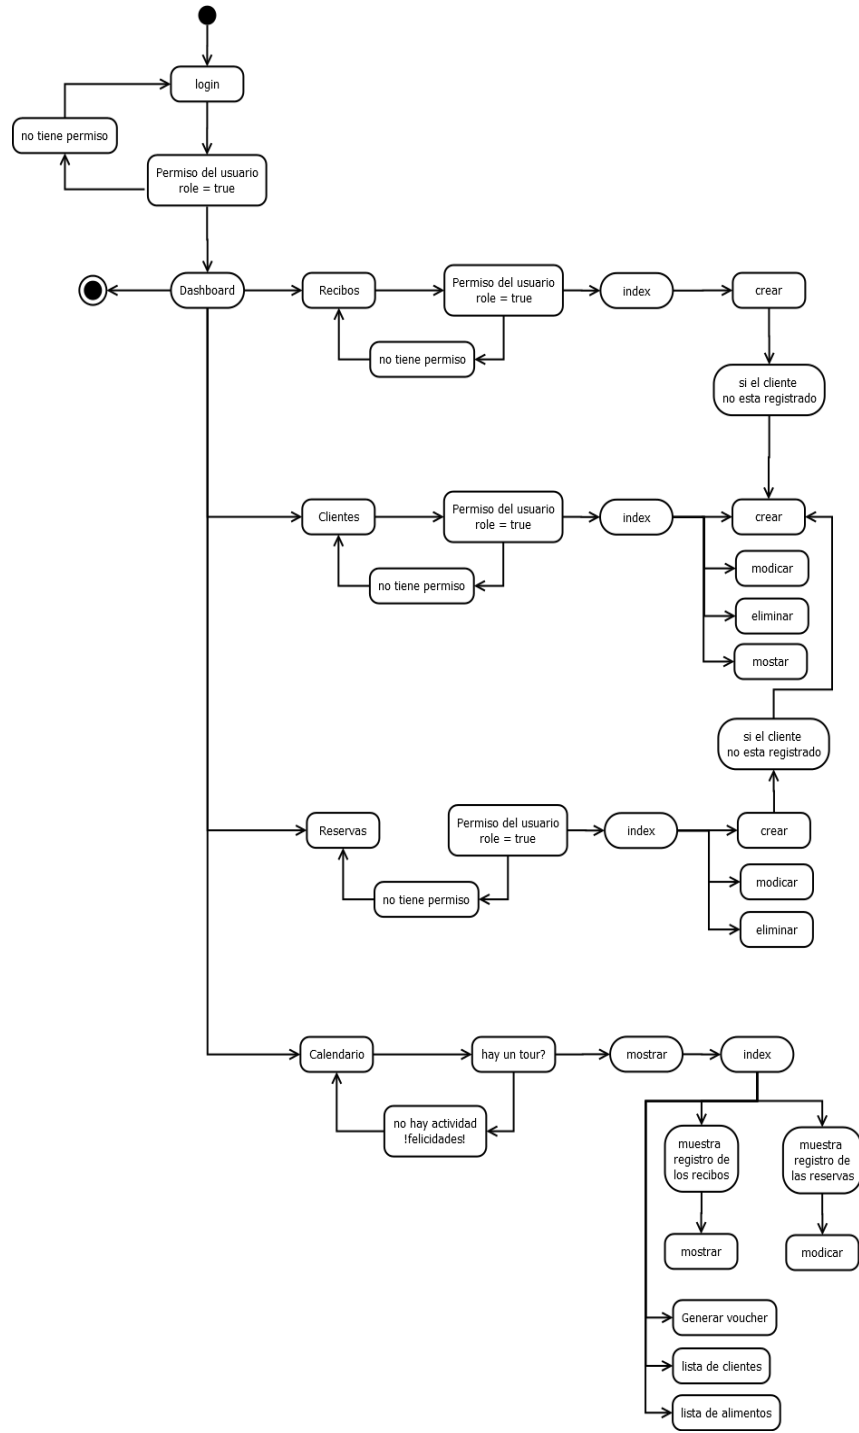 login
no tiene permiso
Permiso del usuario
role = true
Dashboard
Recibos
Permiso del usuario
role = true
index
crear
no tiene permiso
si el cliente
no esta registrado
Clientes
Permiso del usuario
role = true
index
crear
no tiene permiso
modicar
eliminar
mostar
si el cliente
no esta registrado
Reservas
Permiso del usuario
role = true
index
crear
no tiene permiso
modicar
eliminar
Calendario
hay un tour?
mostrar
index
no hay actividad
!felicidades!
muestra
registro de
los recibos
muestra
registro de
las reservas
mostrar
modicar
Generar voucher
lista de clientes
lista de alimentos